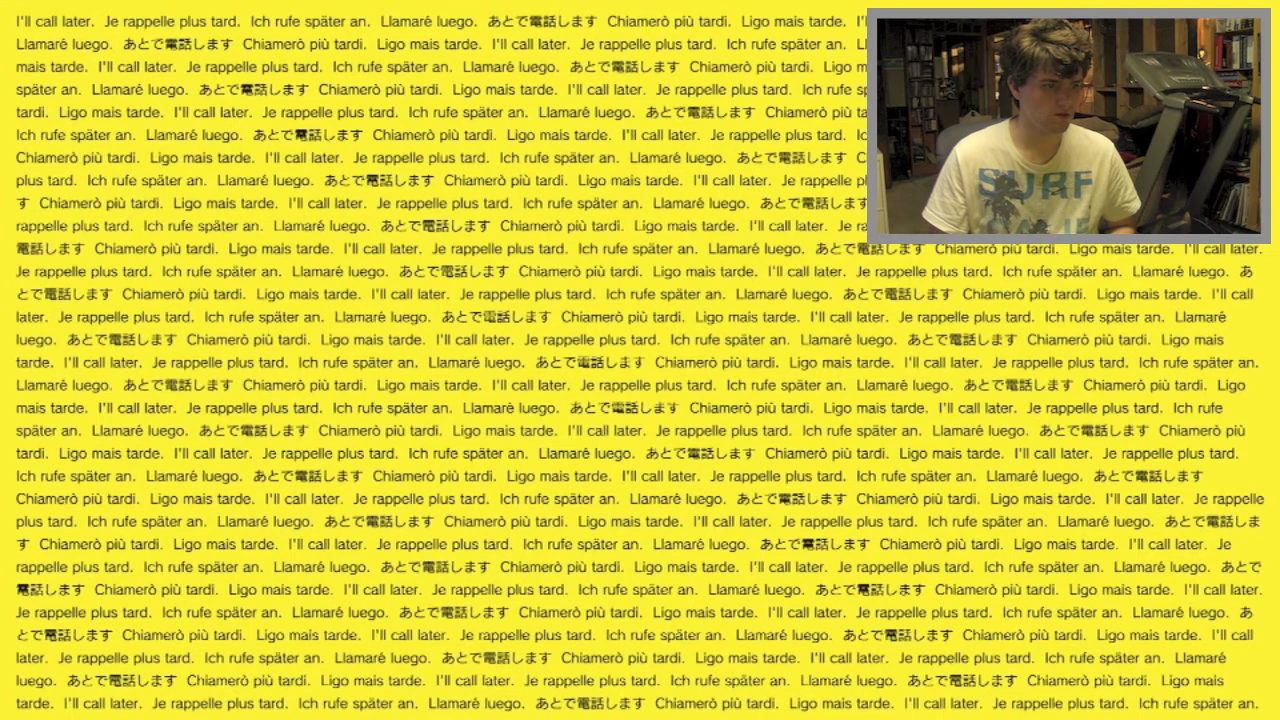 I'll call later. Je rappelle plus tard. Ich rufe später an. Llamaré luego. あとで電話します Chiamerò più tardi. Ligo mais tarde.
Llamaré luego. あとで電話します Chiamerò più tardi. Ligo mais tarde. I'll call later. Je rappelle plus tard. Ich rufe später an.
mais tarde. I'll call later. Je rappelle plus tard. Ich rufe später an. Llamaré luego. あとで電話します Chiamerò più tardi. Ligo
später an. Llamaré luego. あとで電話します Chiamerò più tardi. Ligo mais tarde. I'll call later. Je rappelle plus tard. Ich rufe
tardi. Ligo mais tarde. I'll call later. Je rappelle plus tard. Ich rufe später an. Llamaré luego. あとで電話します Chiamerò più
Ich rufe später an. Llamaré luego. あとで電話します Chiamerò più tardi. Ligo mais tarde. I'll call later. Je rappelle plus tard.
Chiamerò più tardi. Ligo mais tarde. I'll call later. Je rappelle plus tard. Ich rufe später an. Llamaré luego. あとで電話します
plus tard. Ich rufe später an. Llamaré luego. あとで電話します Chiamerò più tardi. Ligo mais tarde. I'll call later. Je rappelle
す Chiamerò più tardi. Ligo mais tarde. I'll call later. Je rappelle plus tard. Ich rufe später an. Llamaré luego. あとで電話します
rappelle plus tard. Ich rufe später an. Llamaré luego. あとで電話します Chiamerò più tardi. Ligo mais tarde. I'll call later. Je
電話します Chiamerò più tardi. Ligo mais tarde. I'll call later. Je rappelle plus tard. Ich rufe später an. Llamaré luego. あとで電話します Chiamerò più tardi. Ligo mais tarde. I'll call later.
Je rappelle plus tard. Ich rufe später an. Llamaré luego. あとで電話します Chiamerò più tardi. Ligo mais tarde. I'll call later. Je rappelle plus tard. Ich rufe später an. Llamaré luego. あ
とで電話します Chiamerò più tardi. Ligo mais tarde. I'll call later. Je rappelle plus tard. Ich rufe später an. Llamaré luego. あとで電話します Chiamerò più tardi. Ligo mais tarde. I'll call
later. Je rappelle plus tard. Ich rufe später an. Llamaré luego. あとで電話します Chiamerò più tardi. Ligo mais tarde. I'll call later. Je rappelle plus tard. Ich rufe später an. Llamaré
luego. あとで電話します Chiamerò più tardi. Ligo mais tarde. I'll call later. Je rappelle plus tard. Ich rufe später an. Llamaré luego. あとで電話します Chiamerò più tardi. Ligo mais
tarde. I'll call later. Je rappelle plus tard. Ich rufe später an. Llamaré luego. あとで電話します Chiamerò più tardi. Ligo mais tarde. I'll call later. Je rappelle plus tard. Ich rufe später an.
Llamaré luego. あとで電話します Chiamerò più tardi. Ligo mais tarde. I'll call later. Je rappelle plus tard. Ich rufe später an. Llamaré luego. あとで電話します Chiamerò più tardi. Ligo
mais tarde. I'll call later. Je rappelle plus tard. Ich rufe später an. Llamaré luego. あとで電話します Chiamerò più tardi. Ligo mais tarde. I'll call later. Je rappelle plus tard. Ich rufe
später an. Llamaré luego. あとで電話します Chiamerò più tardi. Ligo mais tarde. I'll call later. Je rappelle plus tard. Ich rufe später an. Llamaré luego. あとで電話します Chiamerò più
tardi. Ligo mais tarde. I'll call later. Je rappelle plus tard. Ich rufe später an. Llamaré luego. あとで電話します Chiamerò più tardi. Ligo mais tarde. I'll call later. Je rappelle plus tard.
Ich rufe später an. Llamaré luego. あとで電話します Chiamerò più tardi. Ligo mais tarde. I'll call later. Je rappelle plus tard. Ich rufe später an. Llamaré luego. あとで電話します
Chiamerò più tardi. Ligo mais tarde. I'll call later. Je rappelle plus tard. Ich rufe später an. Llamaré luego. あとで電話します Chiamerò più tardi. Ligo mais tarde. I'll call later. Je rappelle
plus tard. Ich rufe später an. Llamaré luego. あとで電話します Chiamerò più tardi. Ligo mais tarde. I'll call later. Je rappelle plus tard. Ich rufe später an. Llamaré luego. あとで電話しま
す Chiamerò più tardi. Ligo mais tarde. I'll call later. Je rappelle plus tard. Ich rufe später an. Llamaré luego. あとで電話します Chiamerò più tardi. Ligo mais tarde. I'll call later. Je
rappelle plus tard. Ich rufe später an. Llamaré luego. あとで電話します Chiamerò più tardi. Ligo mais tarde. I'll call later. Je rappelle plus tard. Ich rufe später an. Llamaré luego. あとで
電話します Chiamerò più tardi. Ligo mais tarde. I'll call later. Je rappelle plus tard. Ich rufe später an. Llamaré luego. あとで電話します Chiamerò più tardi. Ligo mais tarde. I'll call later.
Je rappelle plus tard. Ich rufe später an. Llamaré luego. あとで電話します Chiamerò più tardi. Ligo mais tarde. I'll call later. Je rappelle plus tard. Ich rufe später an. Llamaré luego. あ
とで電話します Chiamerò più tardi. Ligo mais tarde. I'll call later. Je rappelle plus tard. Ich rufe später an. Llamaré luego. あとで電話します Chiamerò più tardi. Ligo mais tarde. I'll call
later. Je rappelle plus tard. Ich rufe später an. Llamaré luego. あとで電話します Chiamerò più tardi. Ligo mais tarde. I'll call later. Je rappelle plus tard. Ich rufe später an. Llamaré
luego. あとで電話します Chiamerò più tardi. Ligo mais tarde. I'll call later. Je rappelle plus tard. Ich rufe später an. Llamaré luego. あとで電話します Chiamerò più tardi. Ligo mais
tarde. I'll call later. Je rappelle plus tard. Ich rufe später an. Llamaré luego. あとで電話します Chiamerò più tardi. Ligo mais tarde. I'll call later. Je rappelle plus tard. Ich rufe später an.
SURF